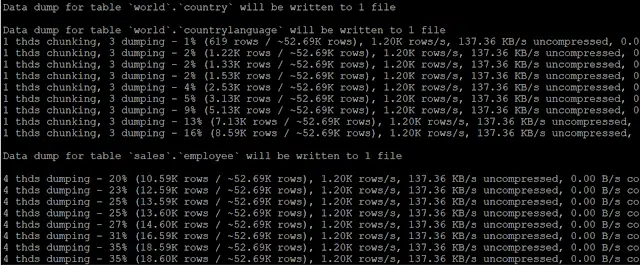 Data dump for table `world`.`country` will be written to 1 file
Data dump for table `world`.`countrylanguage` will be written to 1 file
1 thds chunking, 3 dumping - 1% (619 rows / ~52.69K rows), 1.20K rows/s, 137.36 KB/s uncompressed, 0.0
1 thds chunking, 3 dumping - 2% (1.22K rows / ~52.69K rows), 1.20K rows/s, 137.36 KB/s uncompressed,
1 thds chunking, 3 dumping - 2% (1.33K rows / ~52.69K rows), 1.20K rows/s, 137.36 KB/s uncompressed,
1 thds chunking, 3 dumping - 2% (1.53K rows / ~52.69K rows), 1.20K rows/s, 137.36 KB/s uncompressed,
1 thds chunking, 3 dumping - 4% (2.53K rows / ~52.69K rows), 1.20K rows/s, 137.36 KB/s uncompressed,
1 thds chunking, 3 dumping - 5% (3.13K rows / ~52.69K rows), 1.20K rows/s, 137.36 KB/s uncompressed,
1 thds chunking, 3 dumping - 9% (5.13K rows / ~52.69K rows), 1.20K rows/s, 137.36 KB/s uncompressed,
1 thds chunking, 3 dumping - 13% (7.13K rows / ~52.69K rows), 1.20K rows/s, 137.36 KB/s uncompressed,
1 thds chunking, 3 dumping - 16% (8.59K rows / ~52.69K rows), 1.20K rows/s, 137.36 KB/s uncompressed,
Data dump for table `sales`.`employee` will be written to 1 file
4 thds dumping - 20% (10.59K rows / ~52.69K rows), 1.20K rows/s, 137.36 KB/s uncompressed, 0.00 B/s co
4 thds dumping - 23% (12.59K rows / ~52.69K rows), 1.20K rows/s, 137.36 KB/s uncompressed, 0.00 B/s co
4 thds dumping - 25% (13.59K rows / ~52.69K rows), 1.20K rows/s, 137.36 KB/s uncompressed, 0.00 B/s co
4 thds dumping - 25% (13.60K rows / ~52.69K rows), 1.20K rows/s, 137.36 KB/s uncompressed, 0.00 B/s co
4 thds dumping - 27% (14.60K rows / ~52.69K rows), 1.20K rows/s, 137.36 KB/s uncompressed, 0.00 B/s co
4 thds dumping - 31% (16.59K rows / ~52.69K rows), 1.20K rows/s, 137.36 KB/s uncompressed, 0.00 B/s co
4 thds dumping - 35% (18.59K rows / ~52.69K rows), 1.20K rows/s, 137.36 KB/s uncompressed, 0.00 B/s co
4 thds dumping - 35% (18.60K rows / ~52.69K rows), 1.20K rows/s, 137.36 KB/s uncompressed, 0.00 B/s co